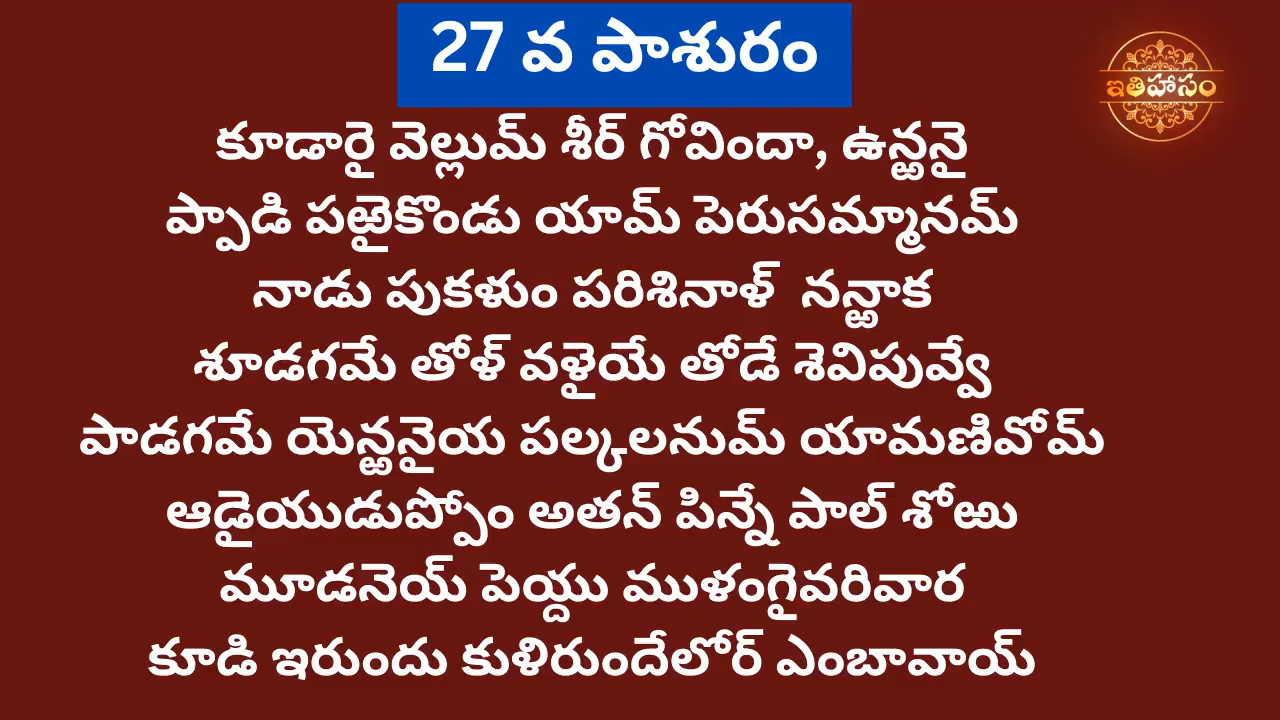 27 వ పాశురం
ఇతిహాసం
కూడారై వెల్లుమ్ శీర్ గోవిందా, ఉన్ఱనై
ప్పాడి పఱైకొండు యామ్ పెరుసమ్మానమ్
నాడు పుకళుం పరిశినాళ్ నన్ఱాక
శూడగమే తోళ్ వళైయే తోడే శెవిపువ్వే
పాడగమే యెన్ఱనైయ పల్కలనుమ్ యామణివోమ్
ఆడైయుడుప్పోం అతన్ పిన్నే పాల్ శోఱు
మూడనెయ్ పెయ్దు ముళంగైవరివార
కూడి ఇరుందు కుళిరుందేలోర్ ఎంబావాయ్